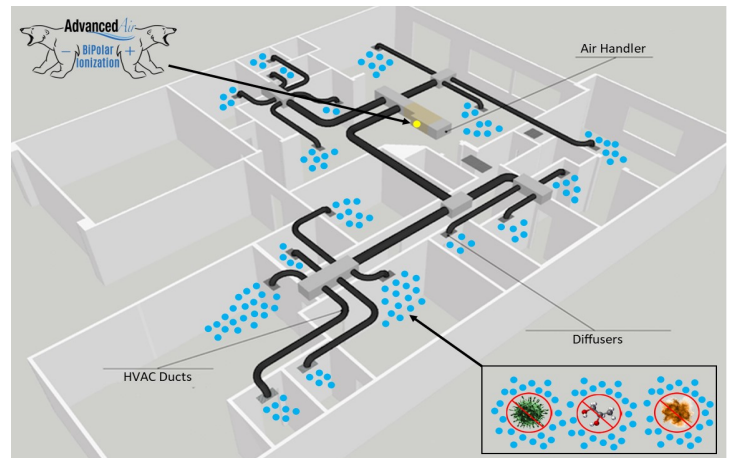 Advanced Air
- BiPolar +
Ionization
Air Handler
Diffusers
HVAC Ducts